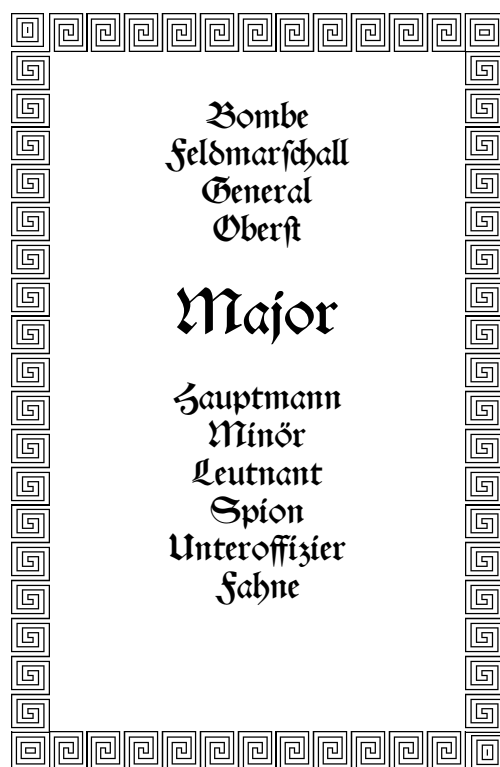 Bombe
Feldmarſchall
General
Oberſt
Major
Hauptmann
Minör
Leutnant
Spion
Unteroffizier
Fahne